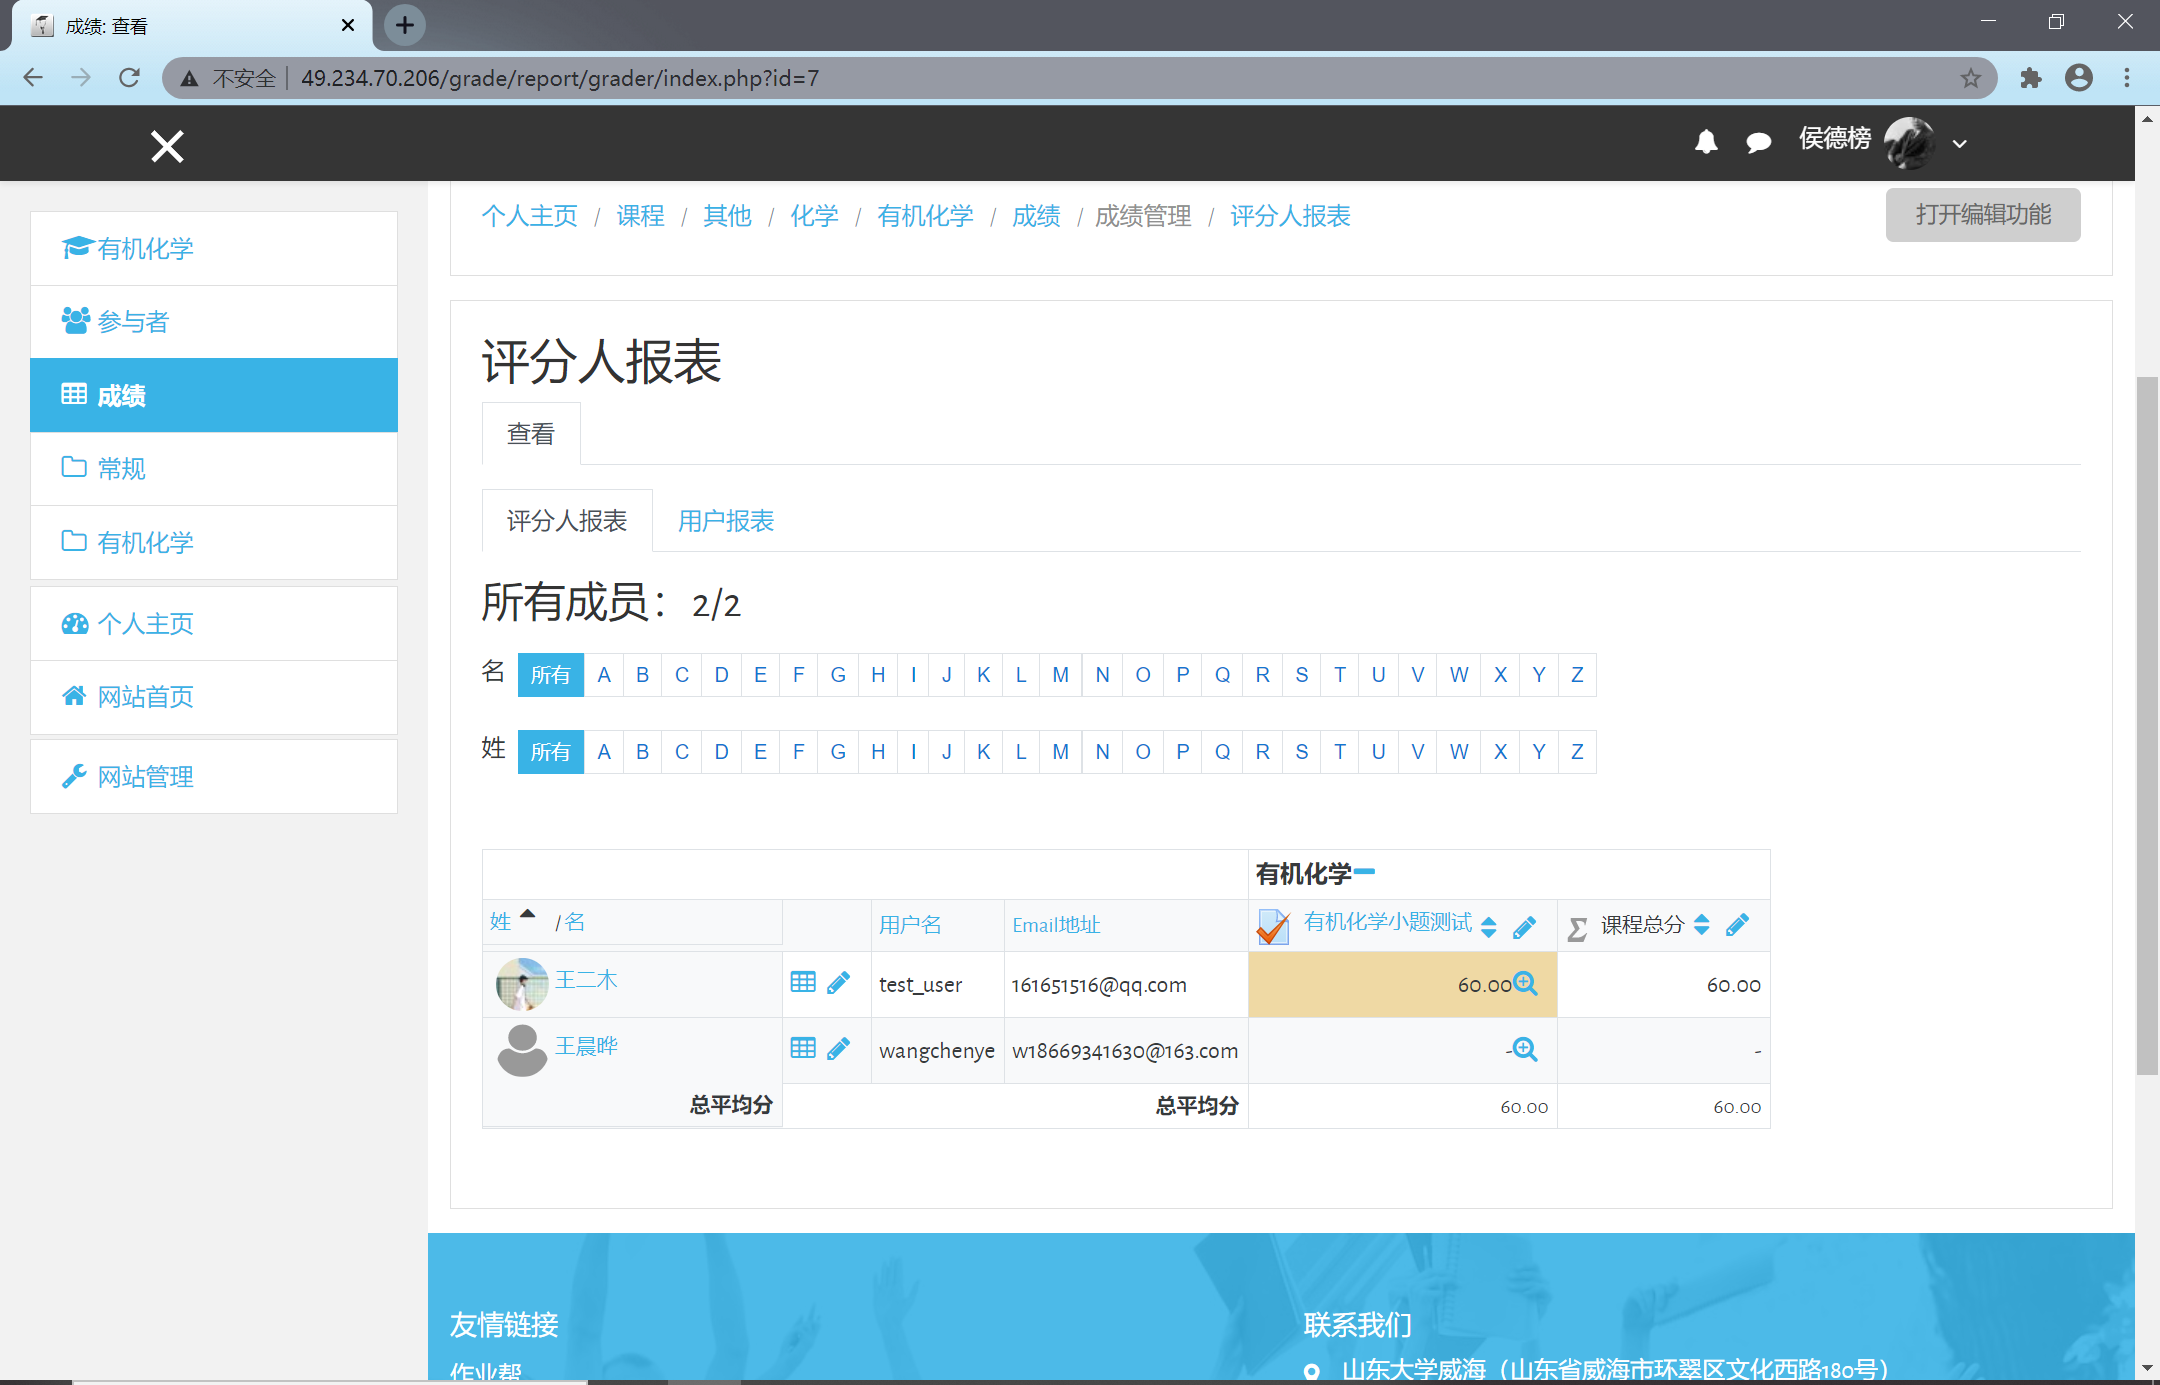 成绩: 查看
不安全 49.234.70.206/grade/report/grader/index.php?id=7
侯德榜
个人主页 / 课程 / 其他 / 化学 / 有机化学 / 成绩 / 成绩管理 / 评分人报表
打开编辑功能
有机化学
参与者
成绩
常规
有机化学
个人主页
网站首页
网站管理
评分人报表
查看
评分人报表 用户报表
所有成员：2/2
名 所有 A B C D E F G H I J K L M N O P Q R S T U V W X Y Z
姓 所有 A B C D E F G H I J K L M N O P Q R S T U V W X Y Z
有机化学
姓 / 名 用户名 Email地址 有机化学小题测试 Σ 课程总分
王二木 test_user 161651516@qq.com 60.00 60.00
王晨晔 wangchenye w18669341630@163.com - -
总平均分 总平均分 60.00 60.00
友情链接
作业帮
联系我们
山东大学威海（山东省威海市环翠区文化西路180号）